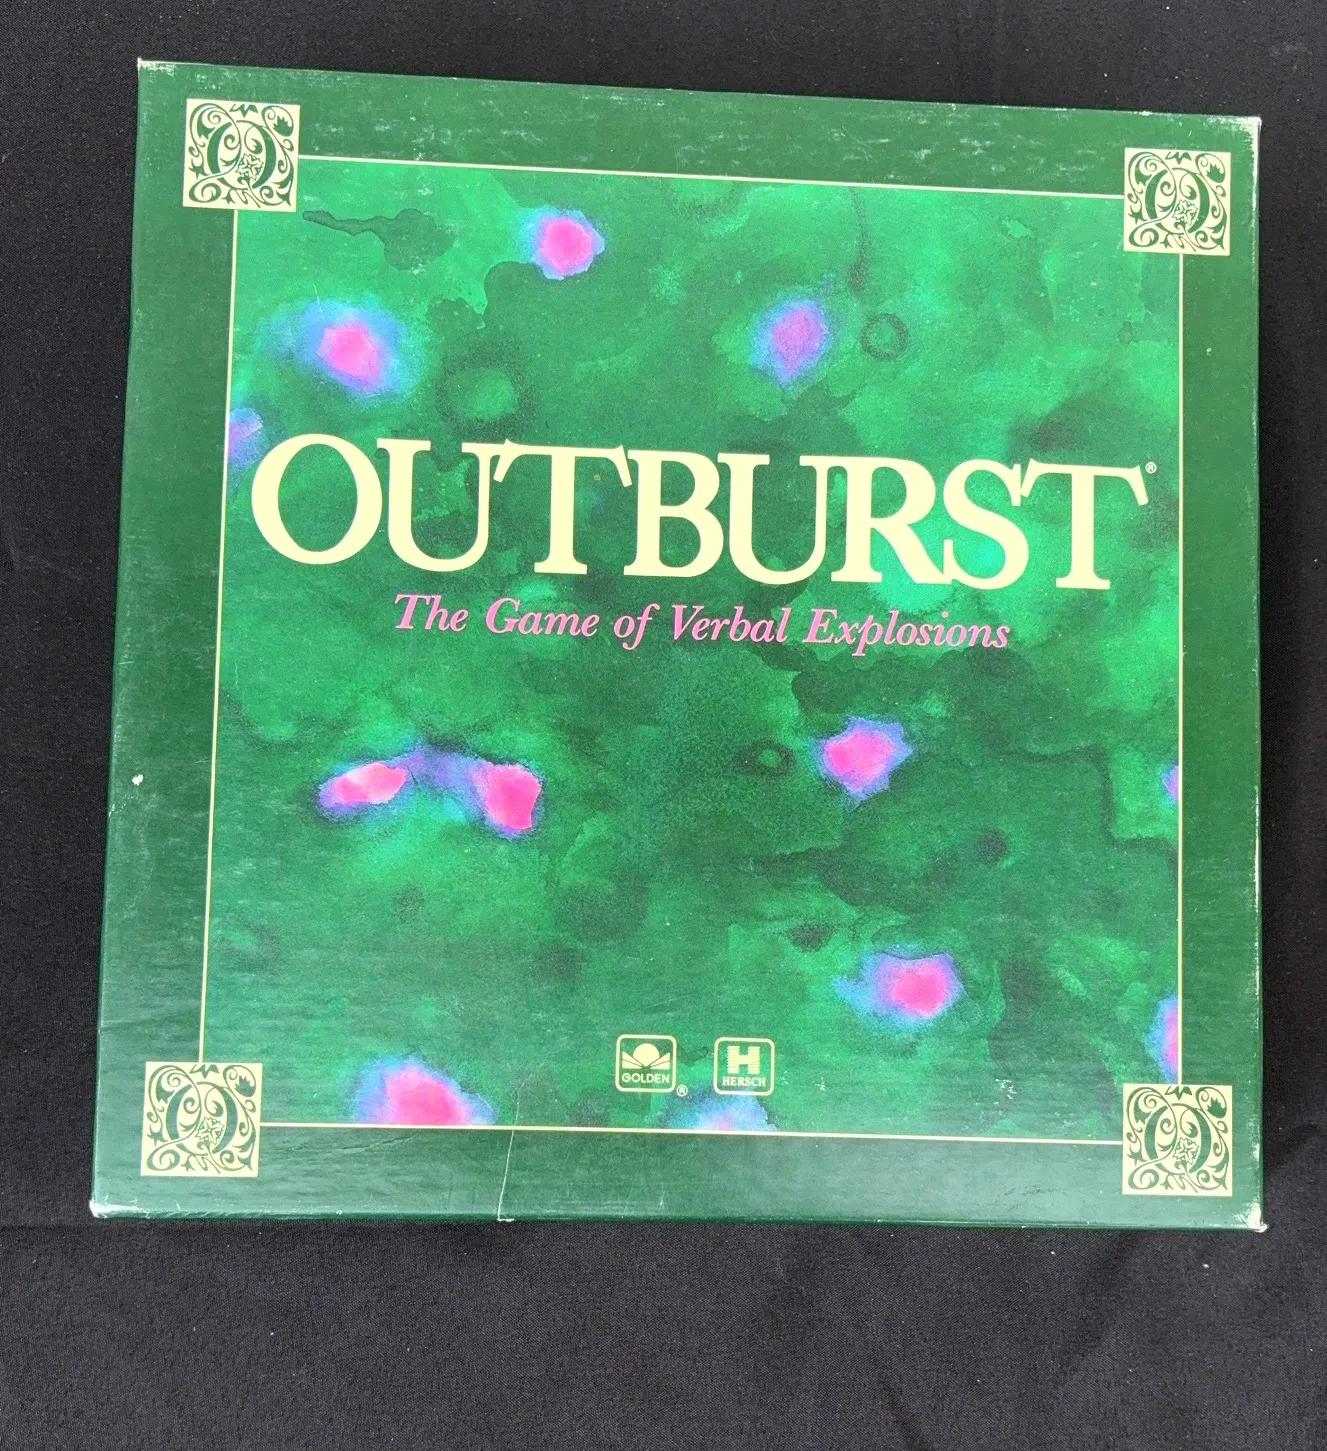 OUTBURST®
The Game of Verbal Explosions
GOLDEN®
H
HERSCH